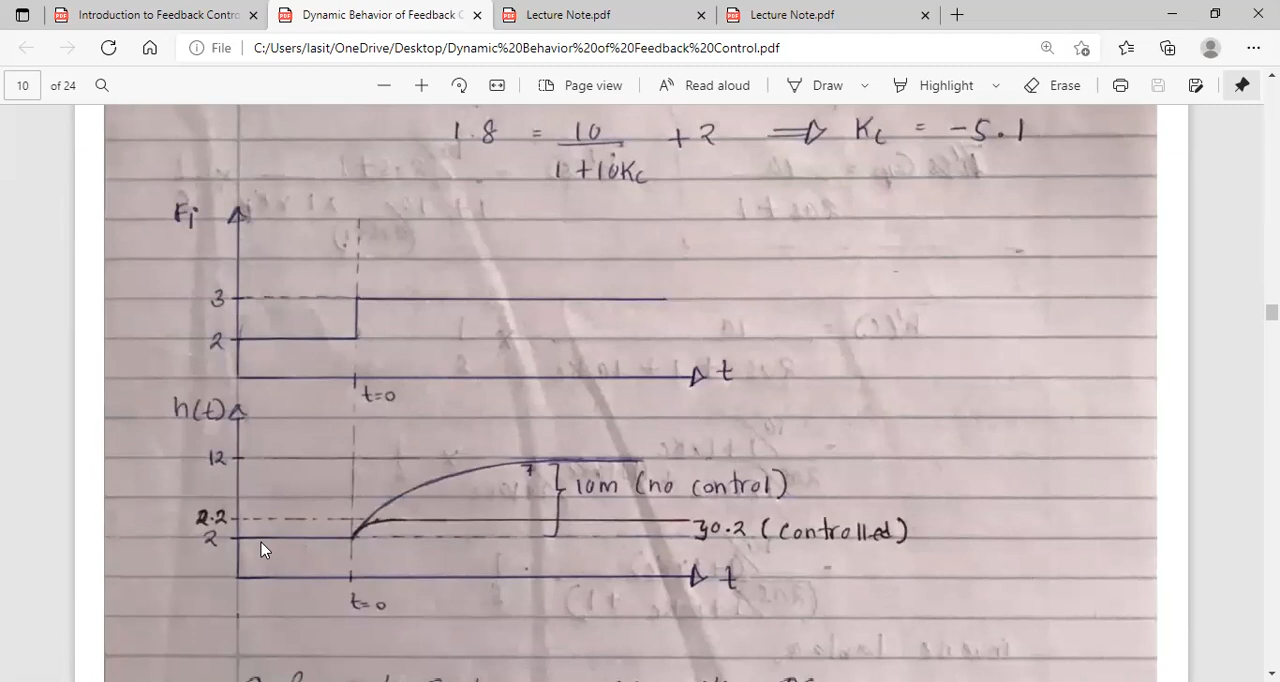 Introduction to Feedback Contro
Dynamic Behavior of Feedback C
Lecture Note.pdf
Lecture Note.pdf
File
C:/Users/lasit/OneDrive/Desktop/Dynamic%20Behavior%20of%20Feedback%20Control.pdf
10 of 24
Page view
Read aloud
Draw
Highlight
Erase
1.8 = 10 / 1+10Kc + 2 ⟹ Kc = -5.1
Fi
3
2
t
t=0
h(t)
12
10m (no control)
2.2
}0.2 (controlled)
2
t
t=0